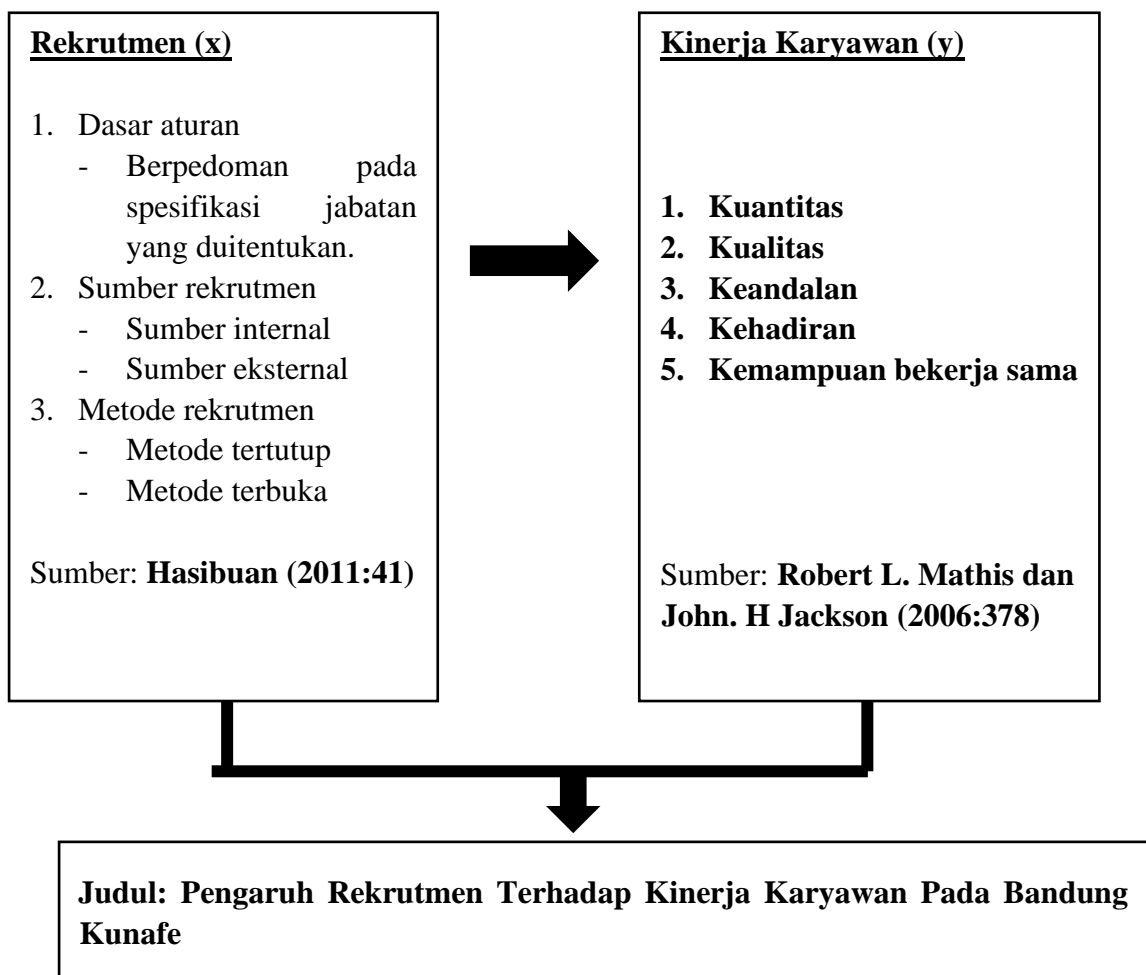 Rekrutmen (x)
1. Dasar aturan
- Berpedoman pada
spesifikasi jabatan
yang duitentukan.
2. Sumber rekrutmen
- Sumber internal
- Sumber eksternal
3. Metode rekrutmen
- Metode tertutup
- Metode terbuka
Sumber: Hasibuan (2011:41)
Kinerja Karyawan (y)
1. Kuantitas
2. Kualitas
3. Keandalan
4. Kehadiran
5. Kemampuan bekerja sama
Sumber: Robert L. Mathis dan
John. H Jackson (2006:378)
Judul: Pengaruh Rekrutmen Terhadap Kinerja Karyawan Pada Bandung
Kunafe